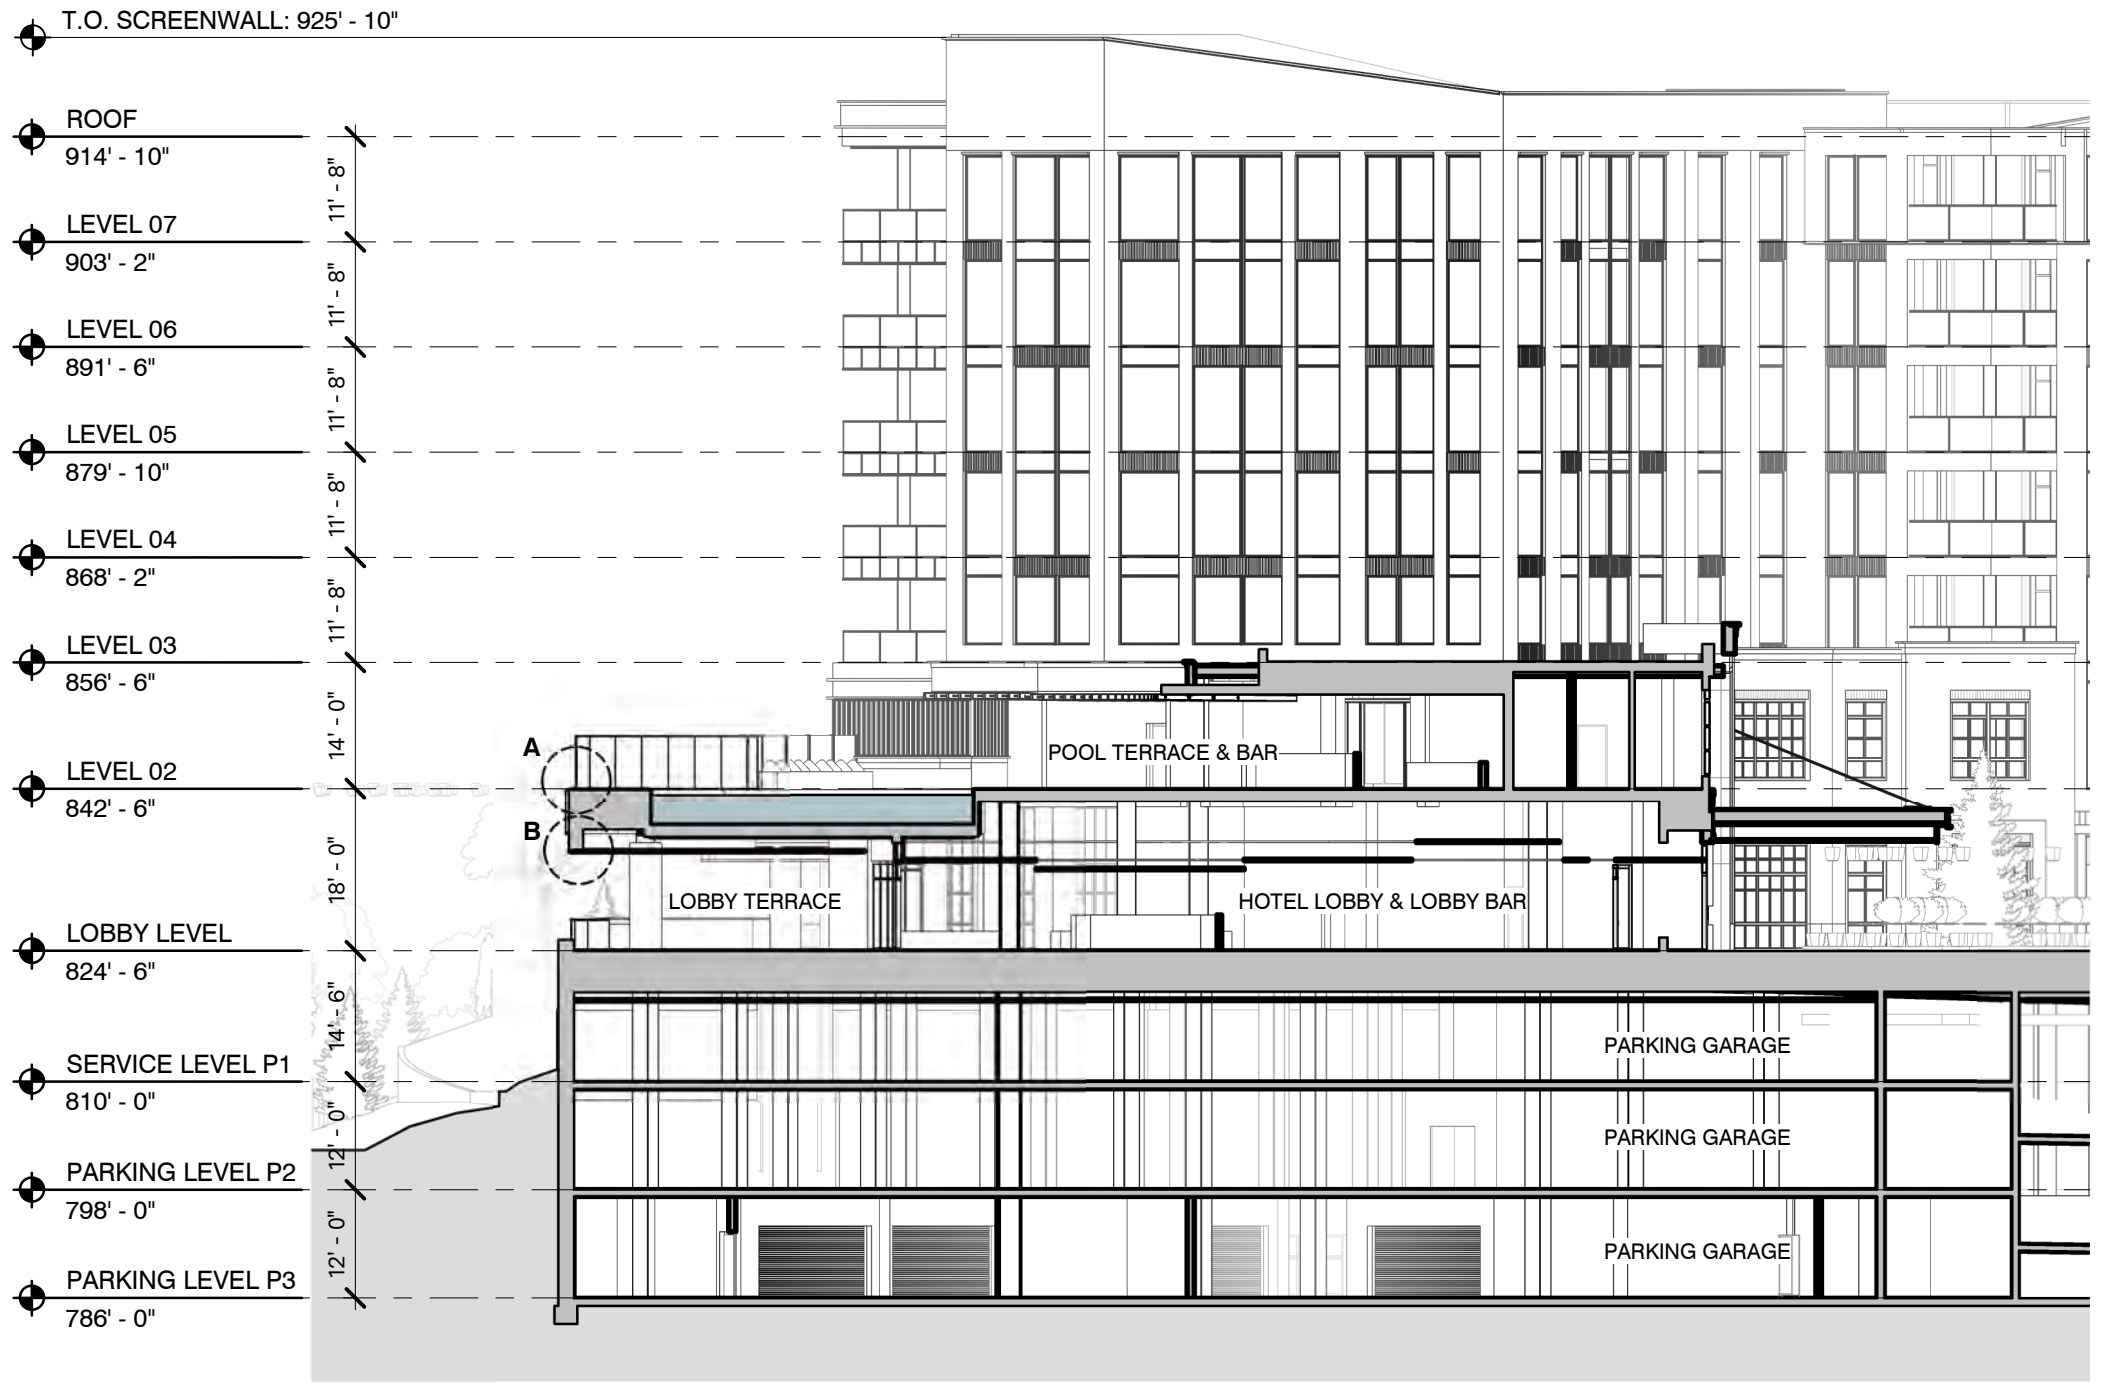 T.O. SCREENWALL: 925' - 10"
ROOF
914' - 10"
11' - 8"
LEVEL 07
903' - 2"
11' - 8"
LEVEL 06
891' - 6"
11' - 8"
LEVEL 05
879' - 10"
11' - 8"
LEVEL 04
868' - 2"
11' - 8"
LEVEL 03
856' - 6"
14' - 0"
A
POOL TERRACE & BAR
LEVEL 02
842' - 6"
B
18' - 0"
LOBBY TERRACE
HOTEL LOBBY & LOBBY BAR
LOBBY LEVEL
824' - 6"
14' - 6"
PARKING GARAGE
SERVICE LEVEL P1
810' - 0"
12' - 0"
PARKING GARAGE
PARKING LEVEL P2
798' - 0"
12' - 0"
PARKING GARAGE
PARKING LEVEL P3
786' - 0"